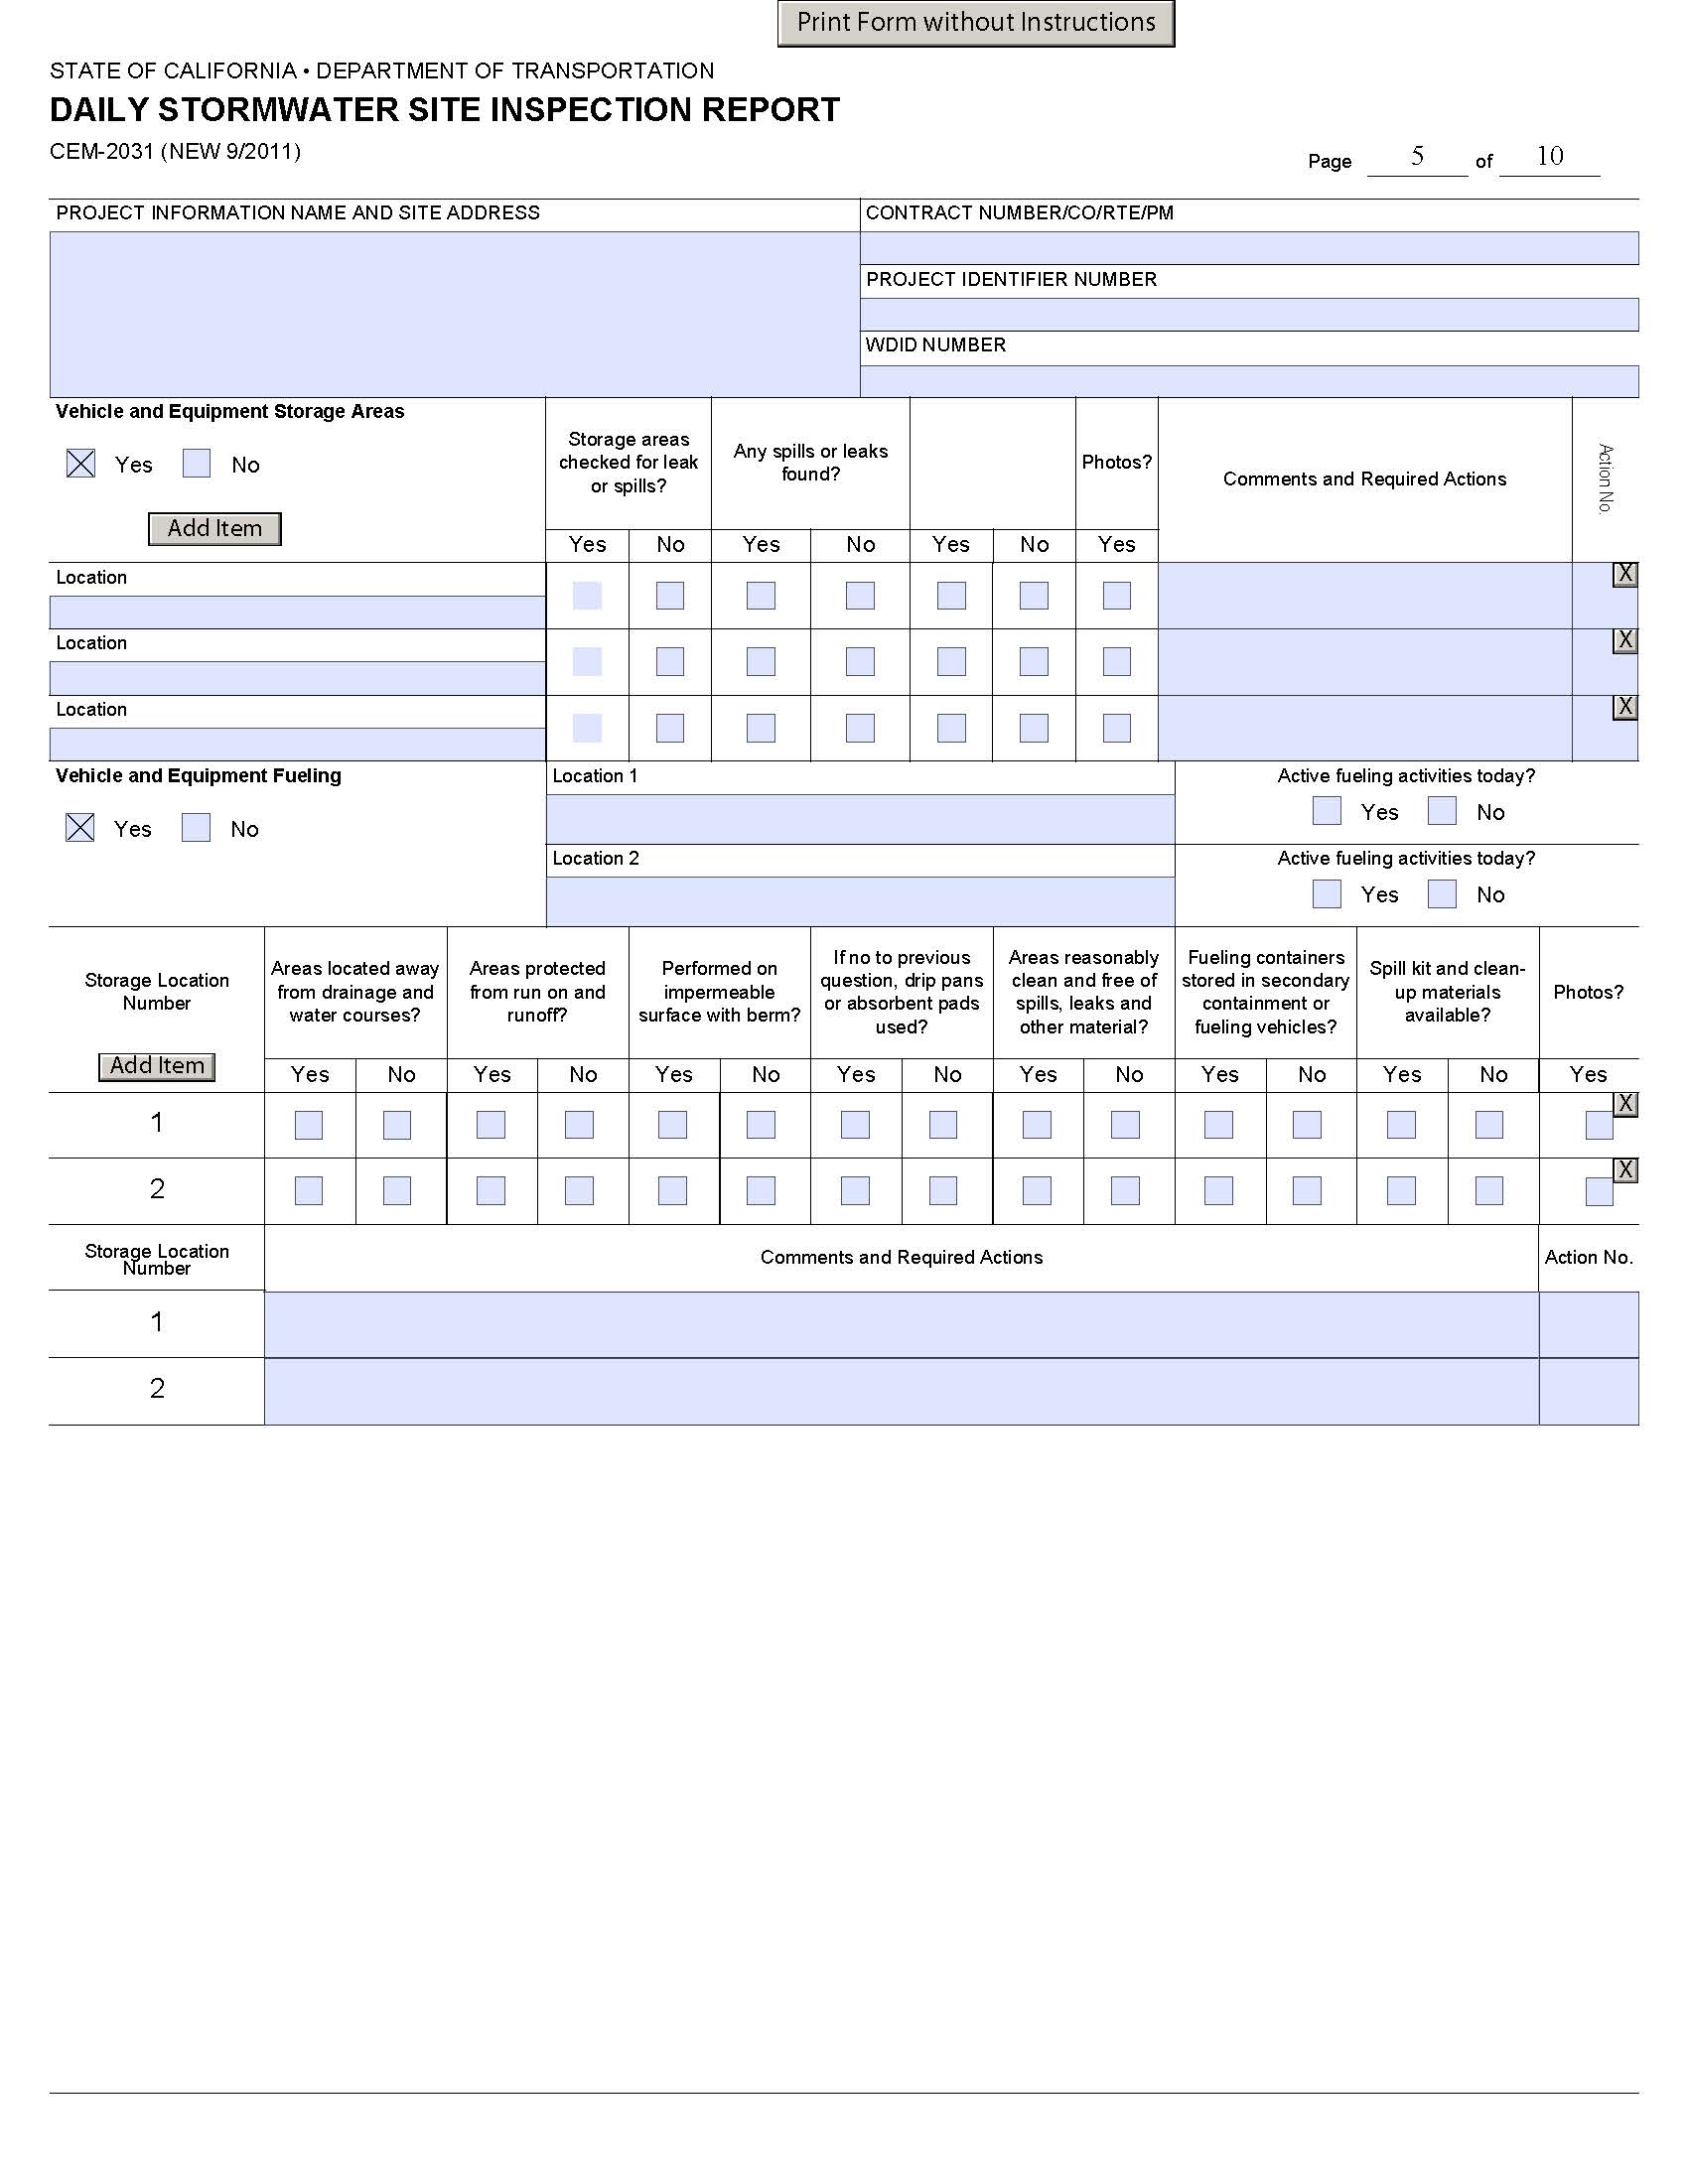 Print Form without Instructions
STATE OF CALIFORNIA • DEPARTMENT OF TRANSPORTATION
DAILY STORMWATER SITE INSPECTION REPORT
CEM-2031 (NEW 9/2011)
Page 5 of 10
PROJECT INFORMATION NAME AND SITE ADDRESS
CONTRACT NUMBER/CO/RTE/PM
PROJECT IDENTIFIER NUMBER
WDID NUMBER
Vehicle and Equipment Storage Areas
Yes No
Add Item
Storage areas
checked for leak
or spills?
Any spills or leaks
found?
Photos?
Comments and Required Actions
Action No.
Yes No Yes No Yes No Yes
Location
X
Location
X
Location
X
Vehicle and Equipment Fueling
Yes No
Location 1
Active fueling activities today?
Yes No
Location 2
Active fueling activities today?
Yes No
Storage Location
Number
Add Item
Areas located away
from drainage and
water courses?
Areas protected
from run on and
runoff?
Performed on
impermeable
surface with berm?
If no to previous
question, drip pans
or absorbent pads
used?
Areas reasonably
clean and free of
spills, leaks and
other material?
Fueling containers
stored in secondary
containment or
fueling vehicles?
Spill kit and clean-
up materials
available?
Photos?
Yes No Yes No Yes No Yes No Yes No Yes No Yes No Yes
1
X
2
X
Storage Location
Number
Comments and Required Actions
Action No.
1
2